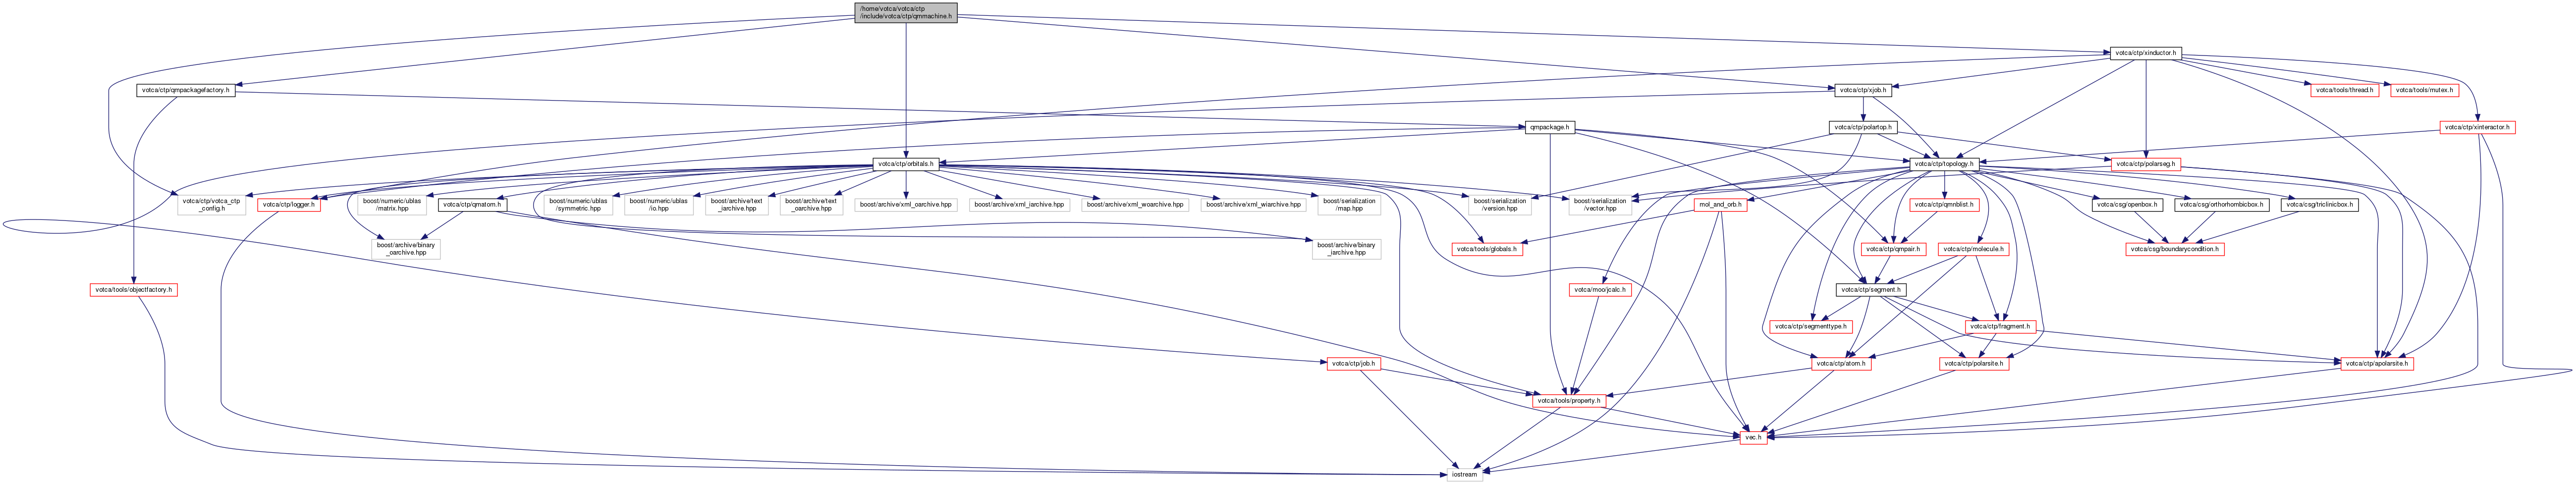 /home/votca/votca/ctp
/include/votca/ctp/qmmachine.h
votca/ctp/xinductor.h
votca/ctp/qmpackagefactory.h
votca/ctp/xjob.h
votca/tools/thread.h
votca/tools/mutex.h
qmpackage.h
votca/ctp/polartop.h
votca/ctp/xinteractor.h
votca/ctp/orbitals.h
votca/ctp/topology.h
votca/ctp/polarseg.h
votca/ctp/votca_ctp
_config.h
votca/ctp/logger.h
boost/numeric/ublas
/matrix.hpp
votca/ctp/qmatom.h
boost/numeric/ublas
/symmetric.hpp
boost/numeric/ublas
/io.hpp
boost/archive/text
_iarchive.hpp
boost/archive/text
_oarchive.hpp
boost/archive/xml_oarchive.hpp
boost/archive/xml_iarchive.hpp
boost/archive/xml_woarchive.hpp
boost/archive/xml_wiarchive.hpp
boost/serialization
/map.hpp
boost/serialization
/version.hpp
boost/serialization
/vector.hpp
mol_and_orb.h
votca/ctp/qmnblist.h
votca/csg/openbox.h
votca/csg/orthorhombicbox.h
votca/csg/triclinicbox.h
boost/archive/binary
_oarchive.hpp
boost/archive/binary
_iarchive.hpp
votca/tools/globals.h
votca/ctp/qmpair.h
votca/ctp/molecule.h
votca/csg/boundarycondition.h
votca/tools/objectfactory.h
votca/moo/jcalc.h
votca/ctp/segment.h
votca/ctp/segmenttype.h
votca/ctp/fragment.h
votca/ctp/job.h
votca/ctp/atom.h
votca/ctp/polarsite.h
votca/ctp/apolarsite.h
votca/tools/property.h
vec.h
iostream